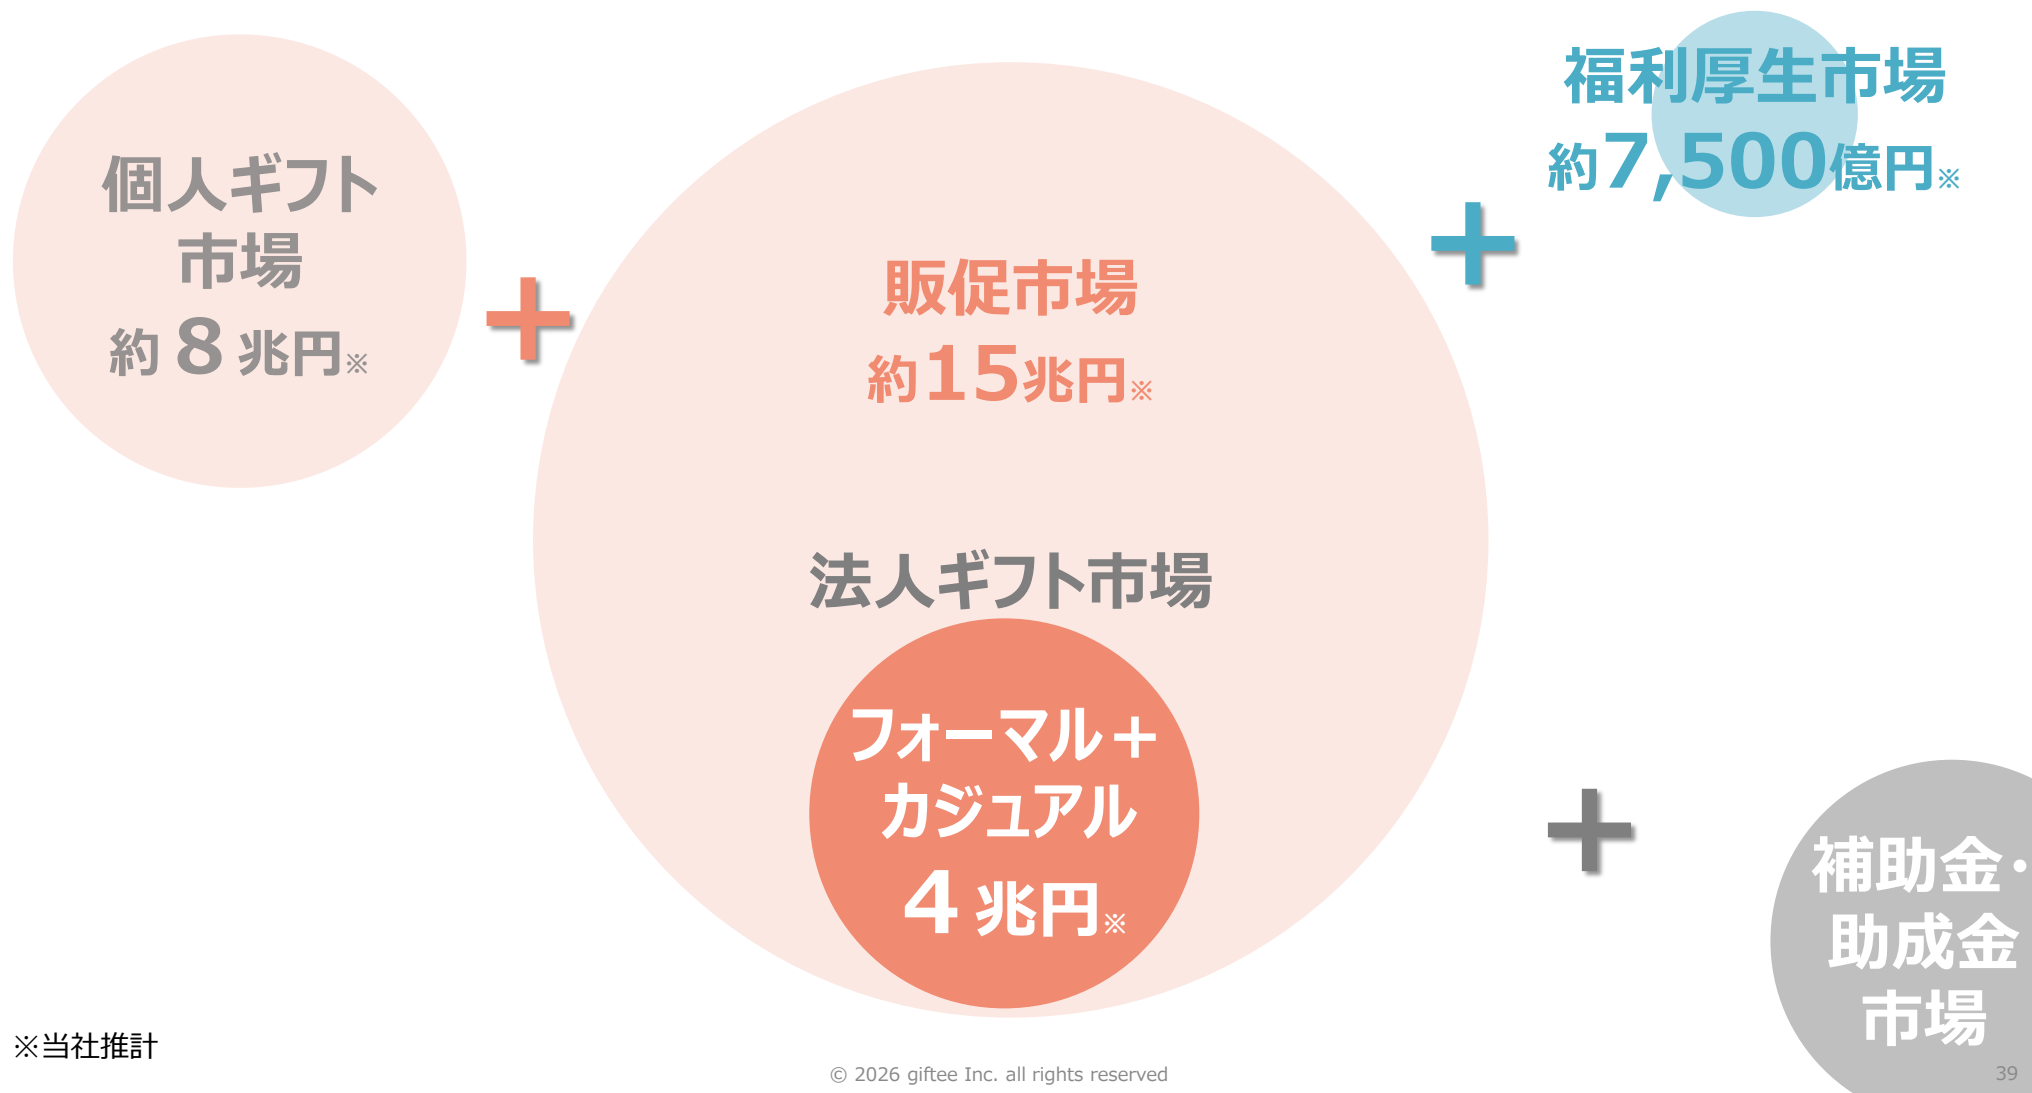 個人ギフト
市場
約８兆円※
+
販促市場
約15兆円※
法人ギフト市場
フォーマル＋
カジュアル
４兆円※
+
福利厚生市場
約7,500億円※
+
補助金・
助成金
市場
※当社推計
© 2026 giftee Inc. all rights reserved
39